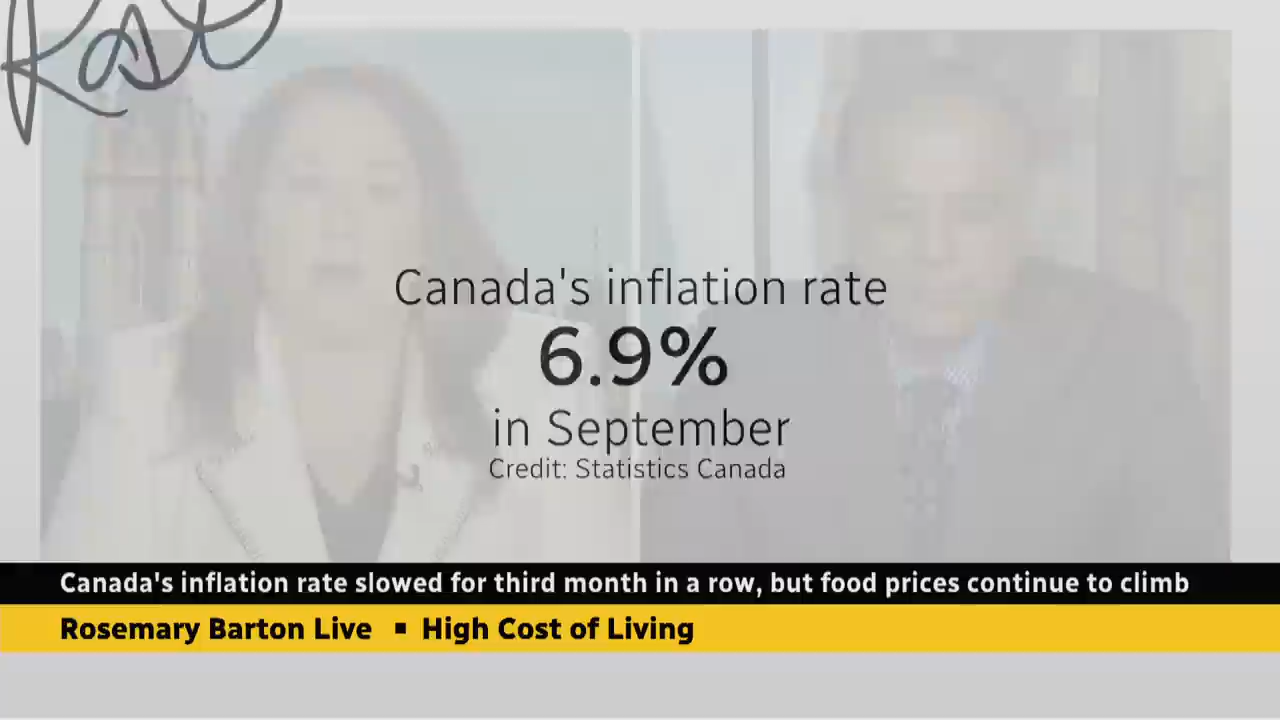 Canada's inflation rate
6.9%
in September
Credit: Statistics Canada
Canada's inflation rate slowed for third month in a row, but food prices continue to climb
Rosemary Barton Live ▪ High Cost of Living